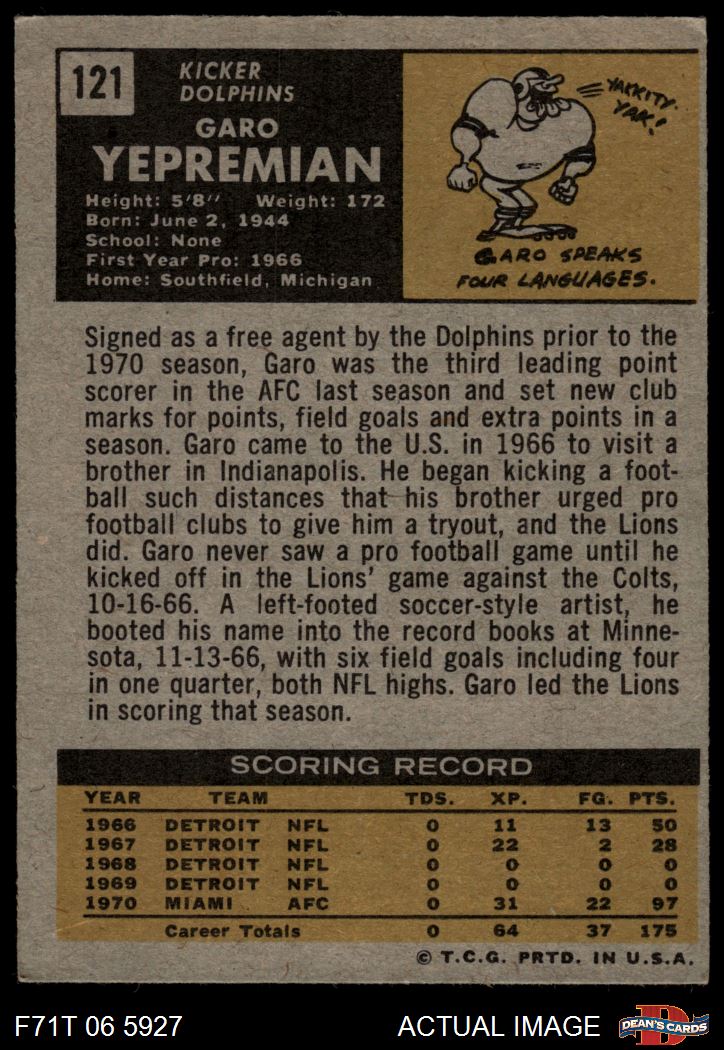 121
KICKER
DOLPHINS
GARO
YEPREMIAN
Height: 5'8" Weight: 172
Born: June 2, 1944
School: None
First Year Pro: 1966
Home: Southfield, Michigan
YAKKITY-
YAK!
GARO SPEAKS
FOUR LANGUAGES.
Signed as a free agent by the Dolphins prior to the
1970 season, Garo was the third leading point
scorer in the AFC last season and set new club
marks for points, field goals and extra points in a
season. Garo came to the U.S. in 1966 to visit a
brother in Indianapolis. He began kicking a foot-
ball such distances that his brother urged pro
football clubs to give him a tryout, and the Lions
did. Garo never saw a pro football game until he
kicked off in the Lions' game against the Colts,
10-16-66. A left-footed soccer-style artist, he
booted his name into the record books at Minne-
sota, 11-13-66, with six field goals including four
in one quarter, both NFL highs. Garo led the Lions
in scoring that season.
SCORING RECORD
YEAR TEAM TDS. XP. FG. PTS.
1966 DETROIT NFL 0 11 13 50
1967 DETROIT NFL 0 22 2 28
1968 DETROIT NFL 0 0 0 0
1969 DETROIT NFL 0 0 0 0
1970 MIAMI AFC 0 31 22 97
Career Totals 0 64 37 175
© T.C.G. PRTD. IN U.S.A.
F71T 06 5927 ACTUAL IMAGE
D
DEAN'S CARDS